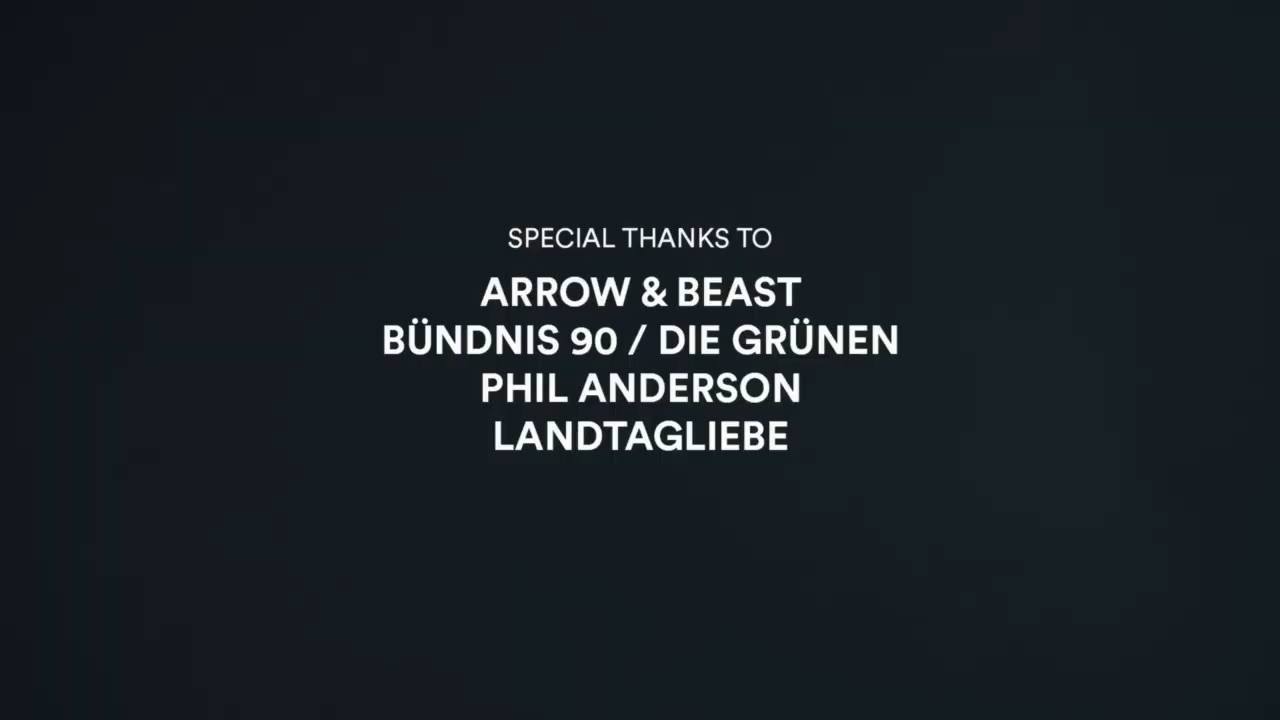 SPECIAL THANKS TO
ARROW & BEAST
BÜNDNIS 90 / DIE GRÜNEN
PHIL ANDERSON
LANDTAGLIEBE